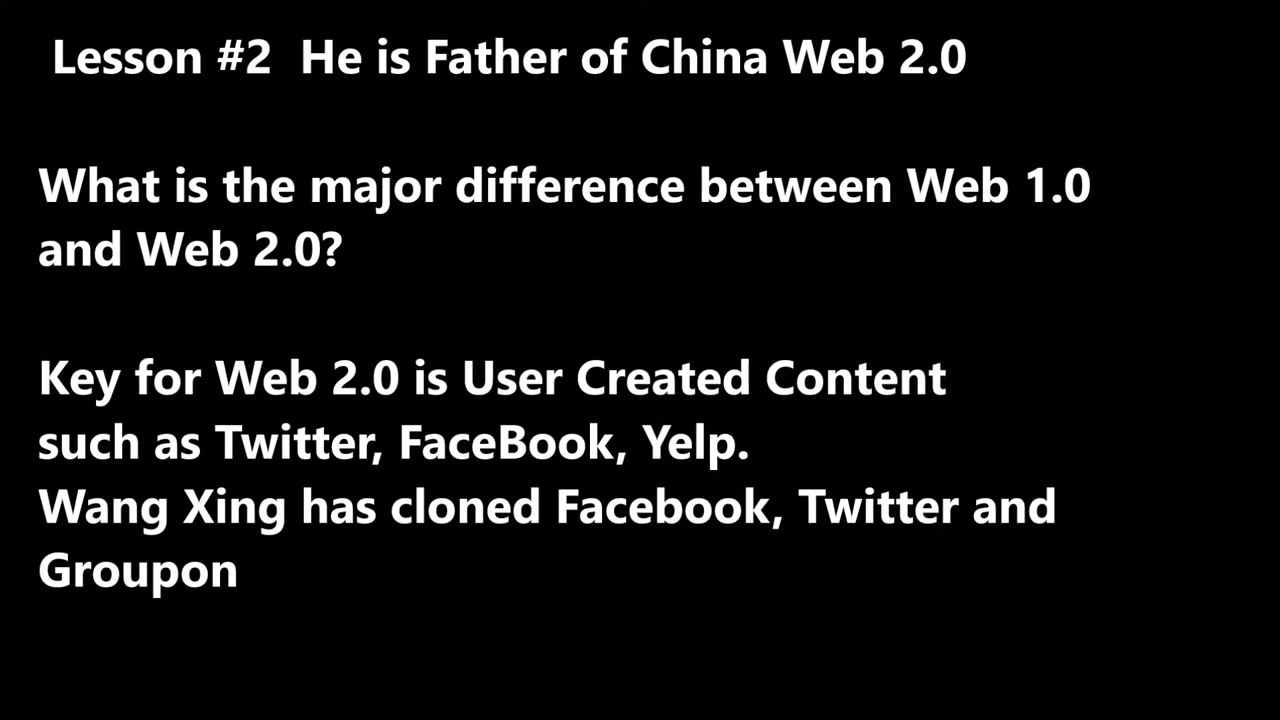 Lesson #2 He is Father of China Web 2.0
What is the major difference between Web 1.0
and Web 2.0?
Key for Web 2.0 is User Created Content
such as Twitter, FaceBook, Yelp.
Wang Xing has cloned Facebook, Twitter and
Groupon